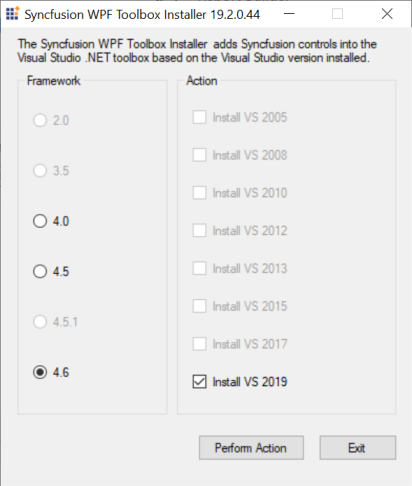 Syncfusion WPF Toolbox Installer 19.2.0.44
The Syncfusion WPF Toolbox Installer adds Syncfusion controls into the
Visual Studio .NET toolbox based on the Visual Studio version installed.
Framework
2.0
3.5
4.0
4.5
4.5.1
4.6
Action
Install VS 2005
Install VS 2008
Install VS 2010
Install VS 2012
Install VS 2013
Install VS 2015
Install VS 2017
Install VS 2019
Perform Action
Exit